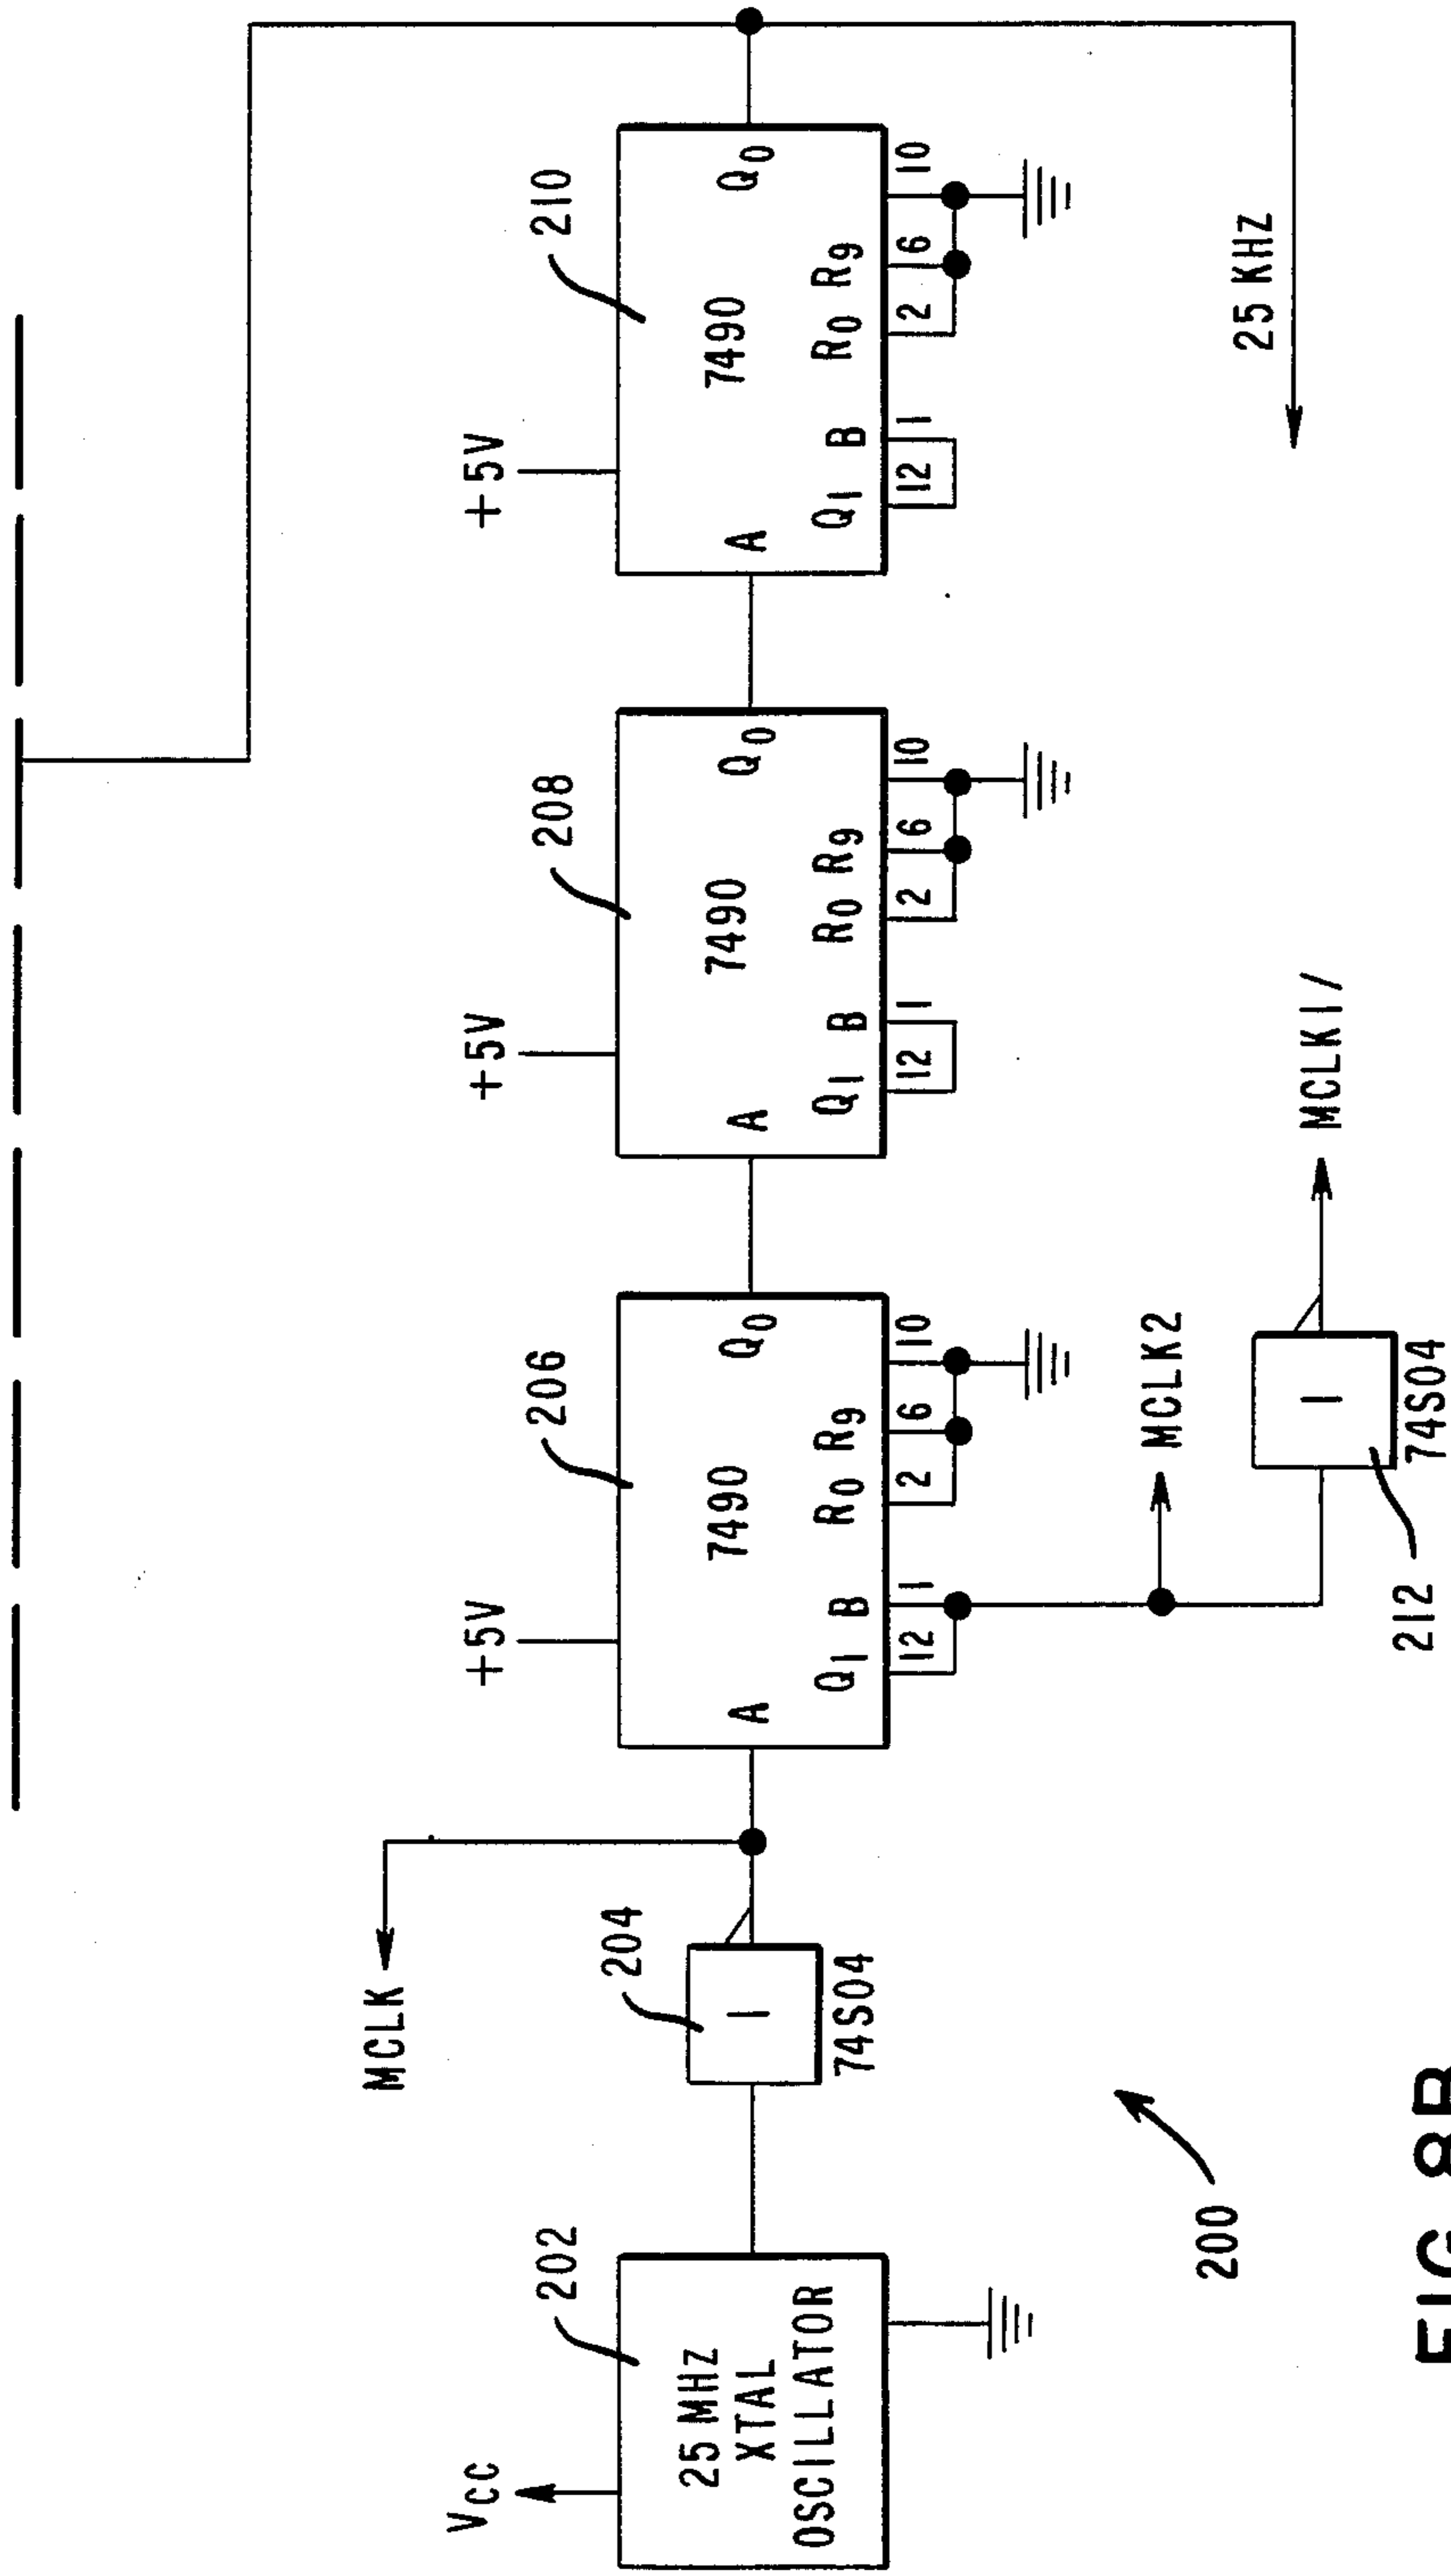 VCC
25 MHZ
XTAL
OSCILLATOR
202
204
I
74S04
MCLK
+5V
206
A
7490
Q0
Q1 B R0 R9
12 1 2 6 10
MCLK2
I
74S04
212
MCLK1/
+5V
208
A
7490
Q0
Q1 B R0 R9
12 1 2 6 10
+5V
210
A
7490
Q0
Q1 B R0 R9
12 1 2 6 10
25 KHZ
200
FIG. 8B